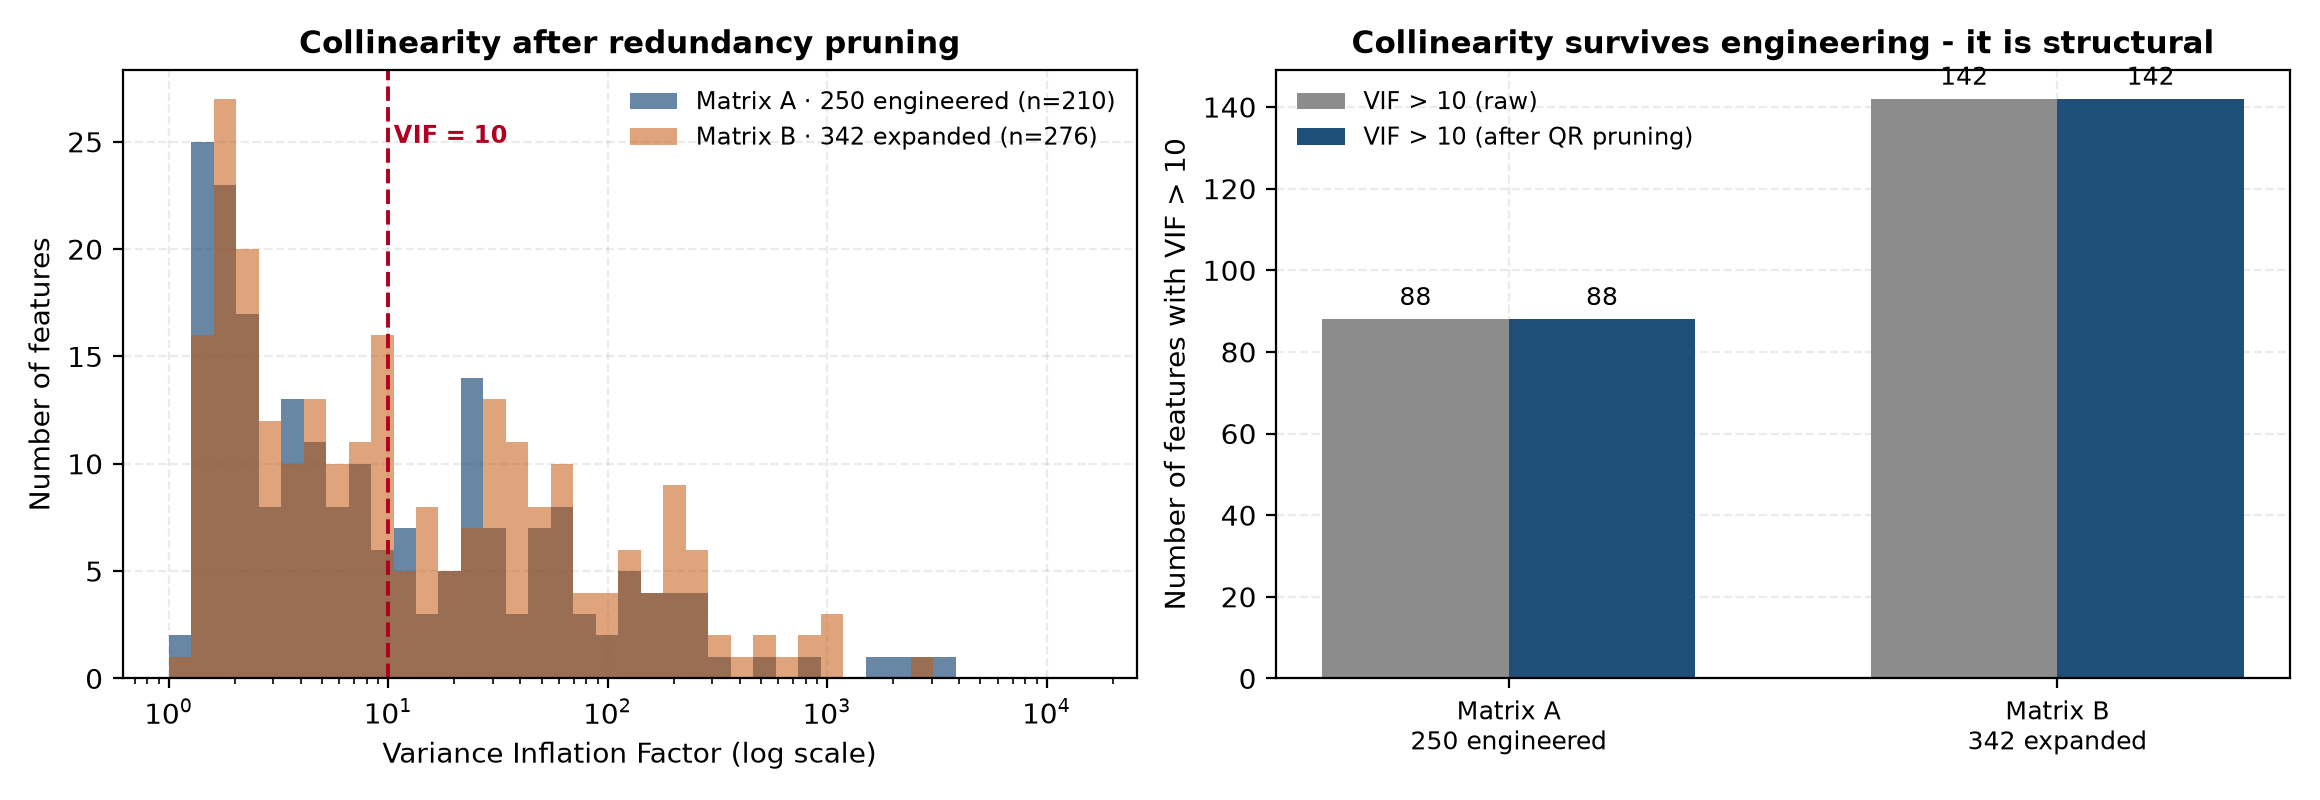 Collinearity after redundancy pruning
Number of features
25
20
15
10
5
0
VIF = 10
Matrix A · 250 engineered (n=210)
Matrix B · 342 expanded (n=276)
10⁰
10¹
10²
10³
10⁴
Variance Inflation Factor (log scale)
Collinearity survives engineering - it is structural
Number of features with VIF > 10
140
120
100
80
60
40
20
0
VIF > 10 (raw)
VIF > 10 (after QR pruning)
88
88
142
142
Matrix A
250 engineered
Matrix B
342 expanded